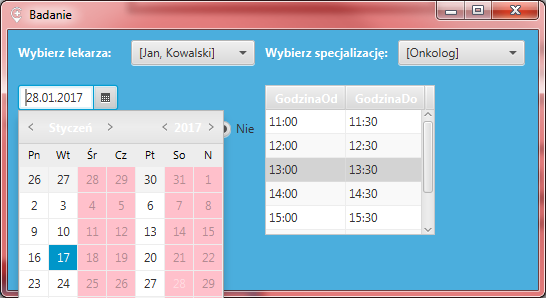 Badanie
Wybierz lekarza: [Jan, Kowalski] Wybierz specjalizację: [Onkolog]
28.01.2017
Styczeń 2017
Pn Wt Śr Cz Pt So N
26 27 28 29 30 31 1
2 3 4 5 6 7 8
9 10 11 12 13 14 15
16 17 18 19 20 21 22
23 24 25 26 27 28 29
Nie
GodzinaOd GodzinaDo
11:00 11:30
12:00 12:30
13:00 13:30
14:00 14:30
15:00 15:30